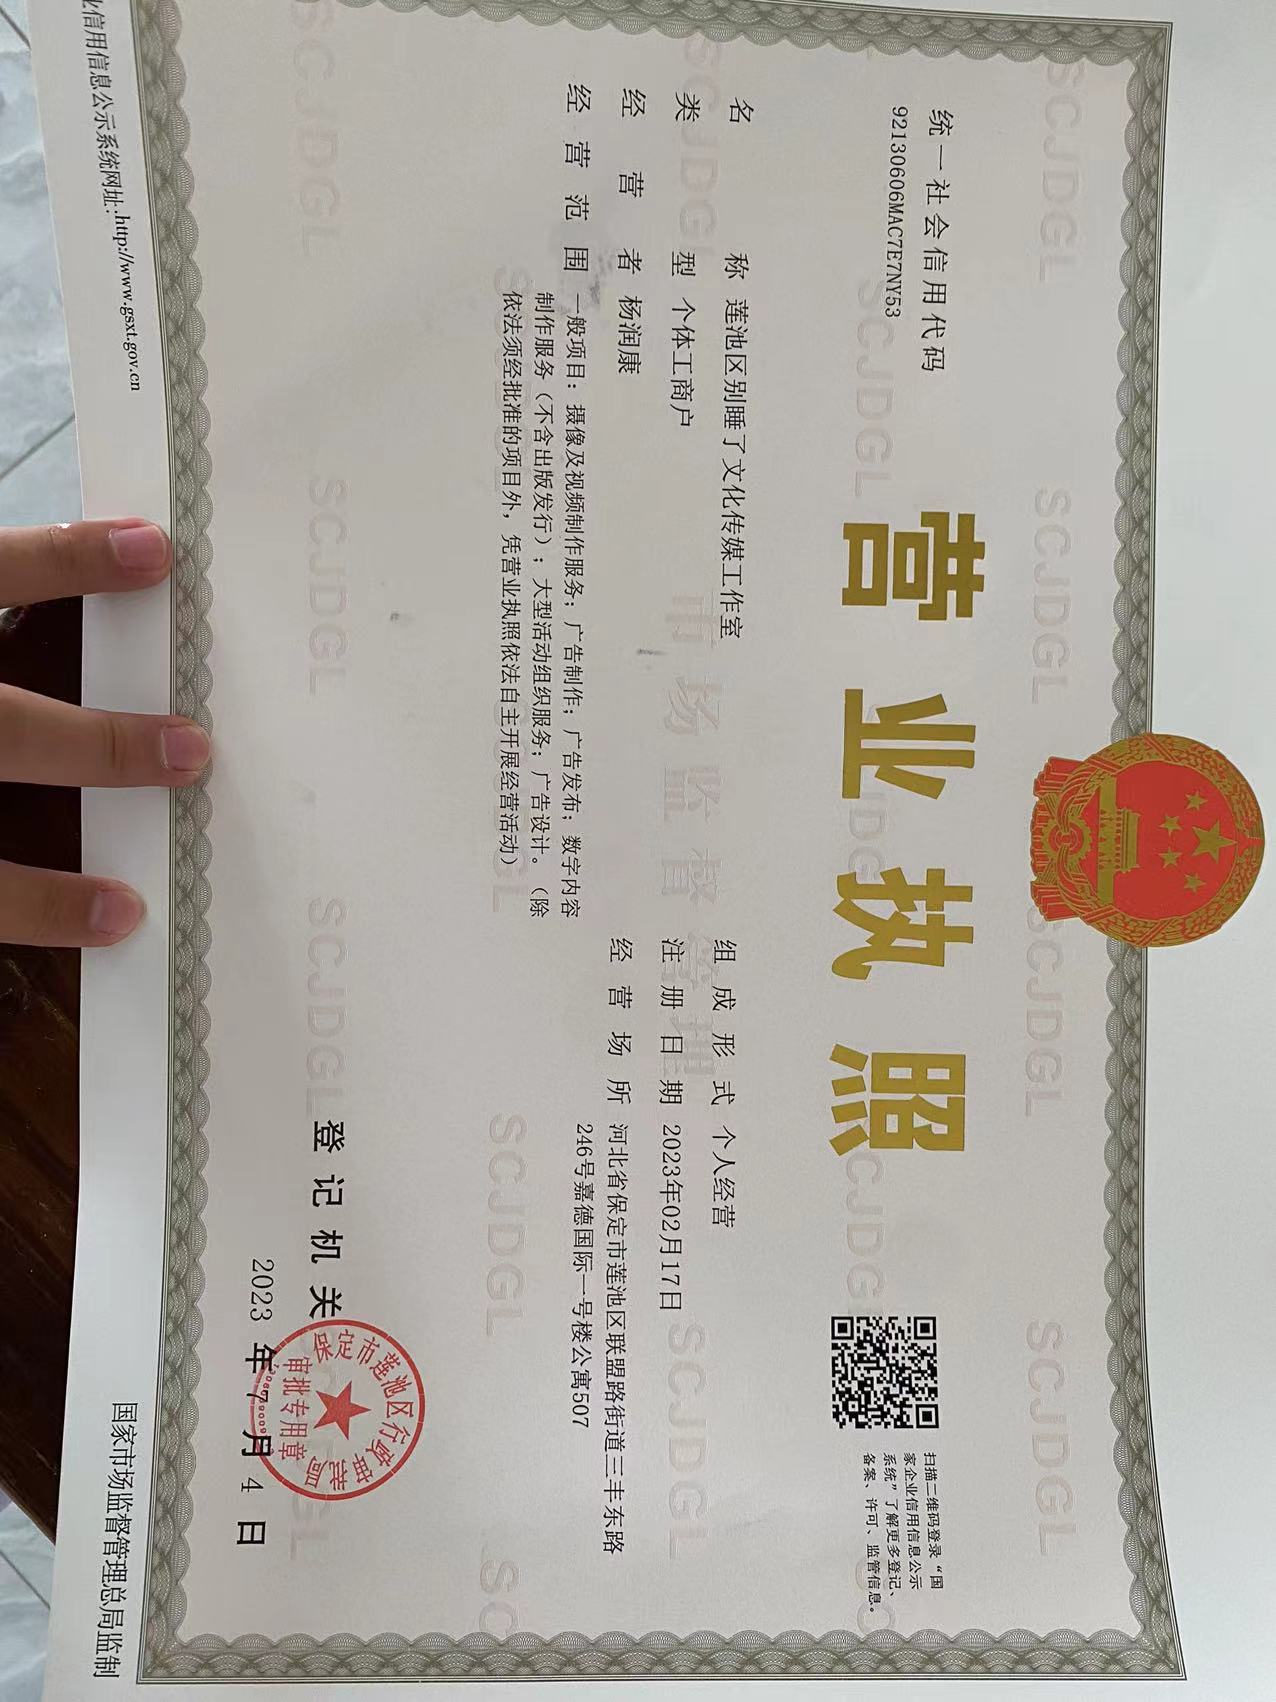 营业执照
统一社会信用代码
92130606MAC7E7NY53
扫描二维码登录“国
家企业信用信息公示
系统”了解更多登记、
备案、许可、监管信息。
名称 莲池区别睡了文化传媒工作室
类型 个体工商户
经营者 杨润康
经营范围 一般项目：摄像及视频制作服务；广告制作；广告发布；数字内容
制作服务（不含出版发行）；大型活动组织服务；广告设计。（除
依法须经批准的项目外，凭营业执照依法自主开展经营活动）
组成形式 个人经营
注册日期 2023年02月17日
经营场所 河北省保定市莲池区联盟路街道三丰东路
246号嘉德国际一号楼公寓507
登记机关
保定市莲池区行政审批局
审批专用章
2023年7月4日
业信用信息公示系统网址:http://www.gsxt.gov.cn
国家市场监督管理总局监制
SCJDGL
市场监督管理